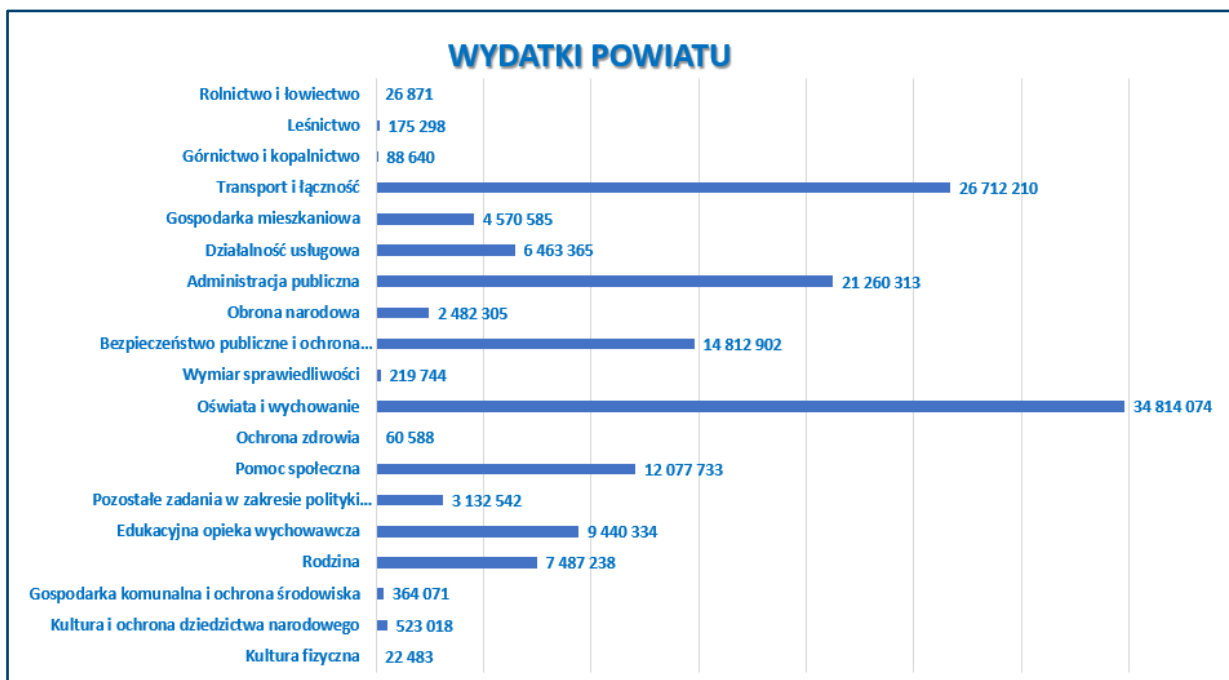 WYDATKI POWIATU
Rolnictwo i łowiectwo 26 871
Leśnictwo 175 298
Górnictwo i kopalnictwo 88 640
Transport i łączność 26 712 210
Gospodarka mieszkaniowa 4 570 585
Działalność usługowa 6 463 365
Administracja publiczna 21 260 313
Obrona narodowa 2 482 305
Bezpieczeństwo publiczne i ochrona... 14 812 902
Wymiar sprawiedliwości 219 744
Oświata i wychowanie 34 814 074
Ochrona zdrowia 60 588
Pomoc społeczna 12 077 733
Pozostałe zadania w zakresie polityki... 3 132 542
Edukacyjna opieka wychowawcza 9 440 334
Rodzina 7 487 238
Gospodarka komunalna i ochrona środowiska 364 071
Kultura i ochrona dziedzictwa narodowego 523 018
Kultura fizyczna 22 483